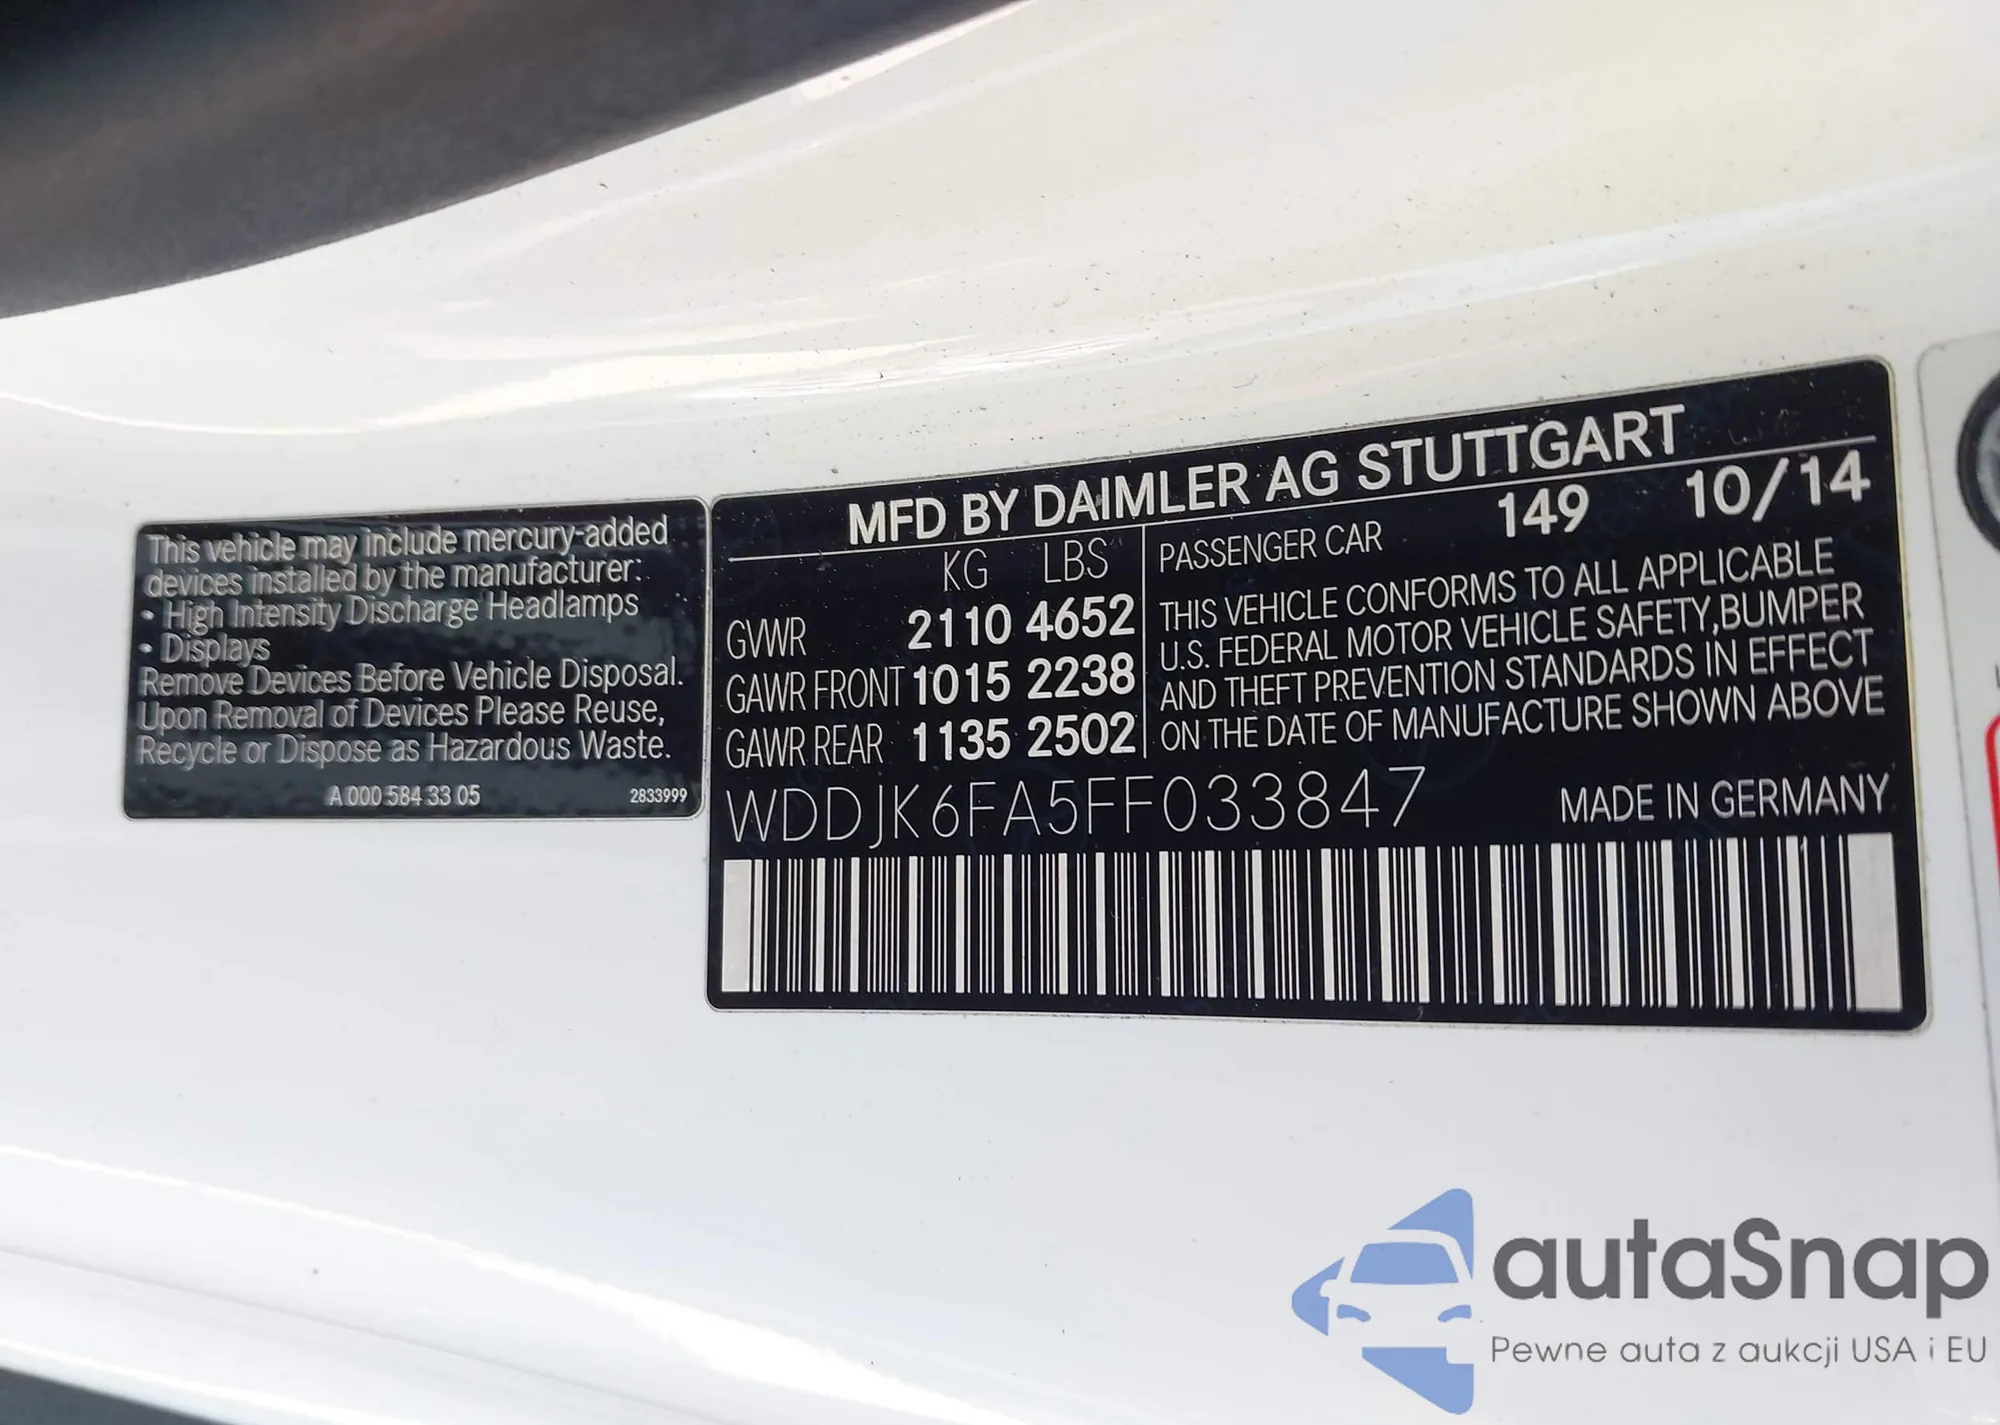 This vehicle may include mercury-added
devices installed by the manufacturer:
• High Intensity Discharge Headlamps
• Displays
Remove Devices Before Vehicle Disposal.
Upon Removal of Devices Please Reuse,
Recycle or Dispose as Hazardous Waste.
A 000 584 33 05 2833999
MFD BY DAIMLER AG STUTTGART
KG LBS
GVWR 2110 4652
GAWR FRONT 1015 2238
GAWR REAR 1135 2502
PASSENGER CAR 149 10/14
THIS VEHICLE CONFORMS TO ALL APPLICABLE
U.S. FEDERAL MOTOR VEHICLE SAFETY,BUMPER
AND THEFT PREVENTION STANDARDS IN EFFECT
ON THE DATE OF MANUFACTURE SHOWN ABOVE
WDDJK6FA5FF033847 MADE IN GERMANY
autaSnap
Pewne auta z aukcji USA i EU